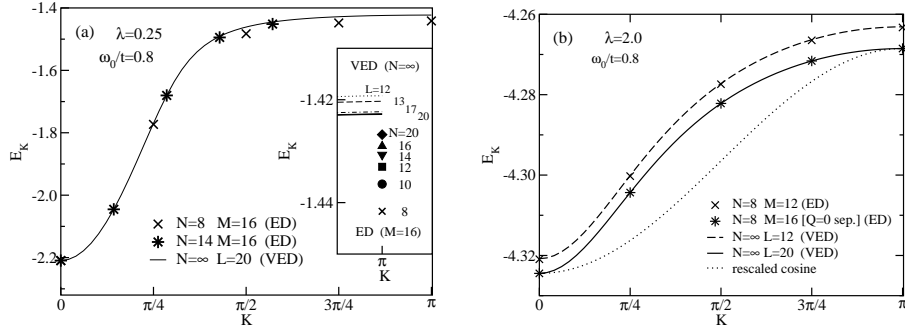 (a)
λ=0.25
ω₀/t=0.8
-1.4
-1.6
-1.8
-2.0
-2.2
E_K
0
π/4
π/2
3π/4
π
K
× N=8 M=16 (ED)
∗ N=14 M=16 (ED)
N=∞ L=20 (VED)
VED (N=∞)
L=12
13
17
20
-1.42
-1.44
E_K
N=20
16
14
12
10
8
ED (M=16)
π
K
(b)
λ=2.0
ω₀/t=0.8
-4.26
-4.28
-4.30
-4.32
E_K
0
π/4
π/2
3π/4
π
K
× N=8 M=12 (ED)
∗ N=8 M=16 [Q=0 sep.] (ED)
N=∞ L=12 (VED)
N=∞ L=20 (VED)
rescaled cosine